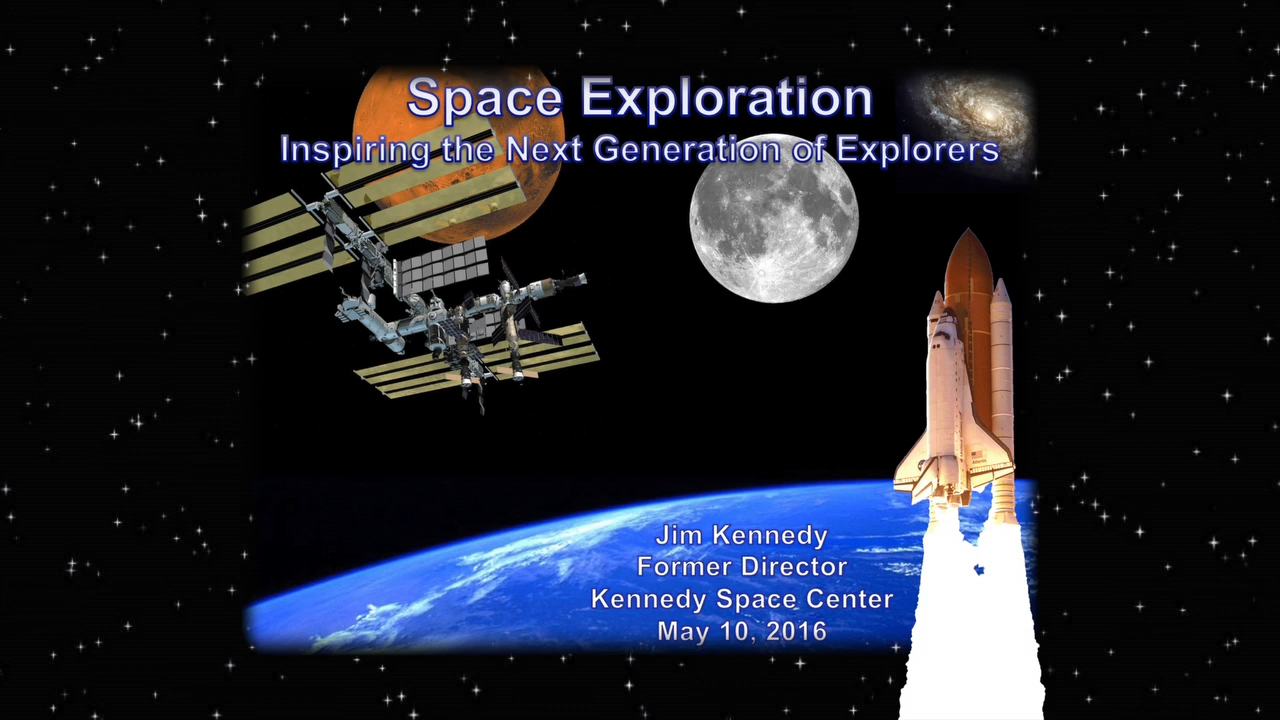 Space Exploration
Inspiring the Next Generation of Explorers
Jim Kennedy
Former Director
Kennedy Space Center
May 10, 2016